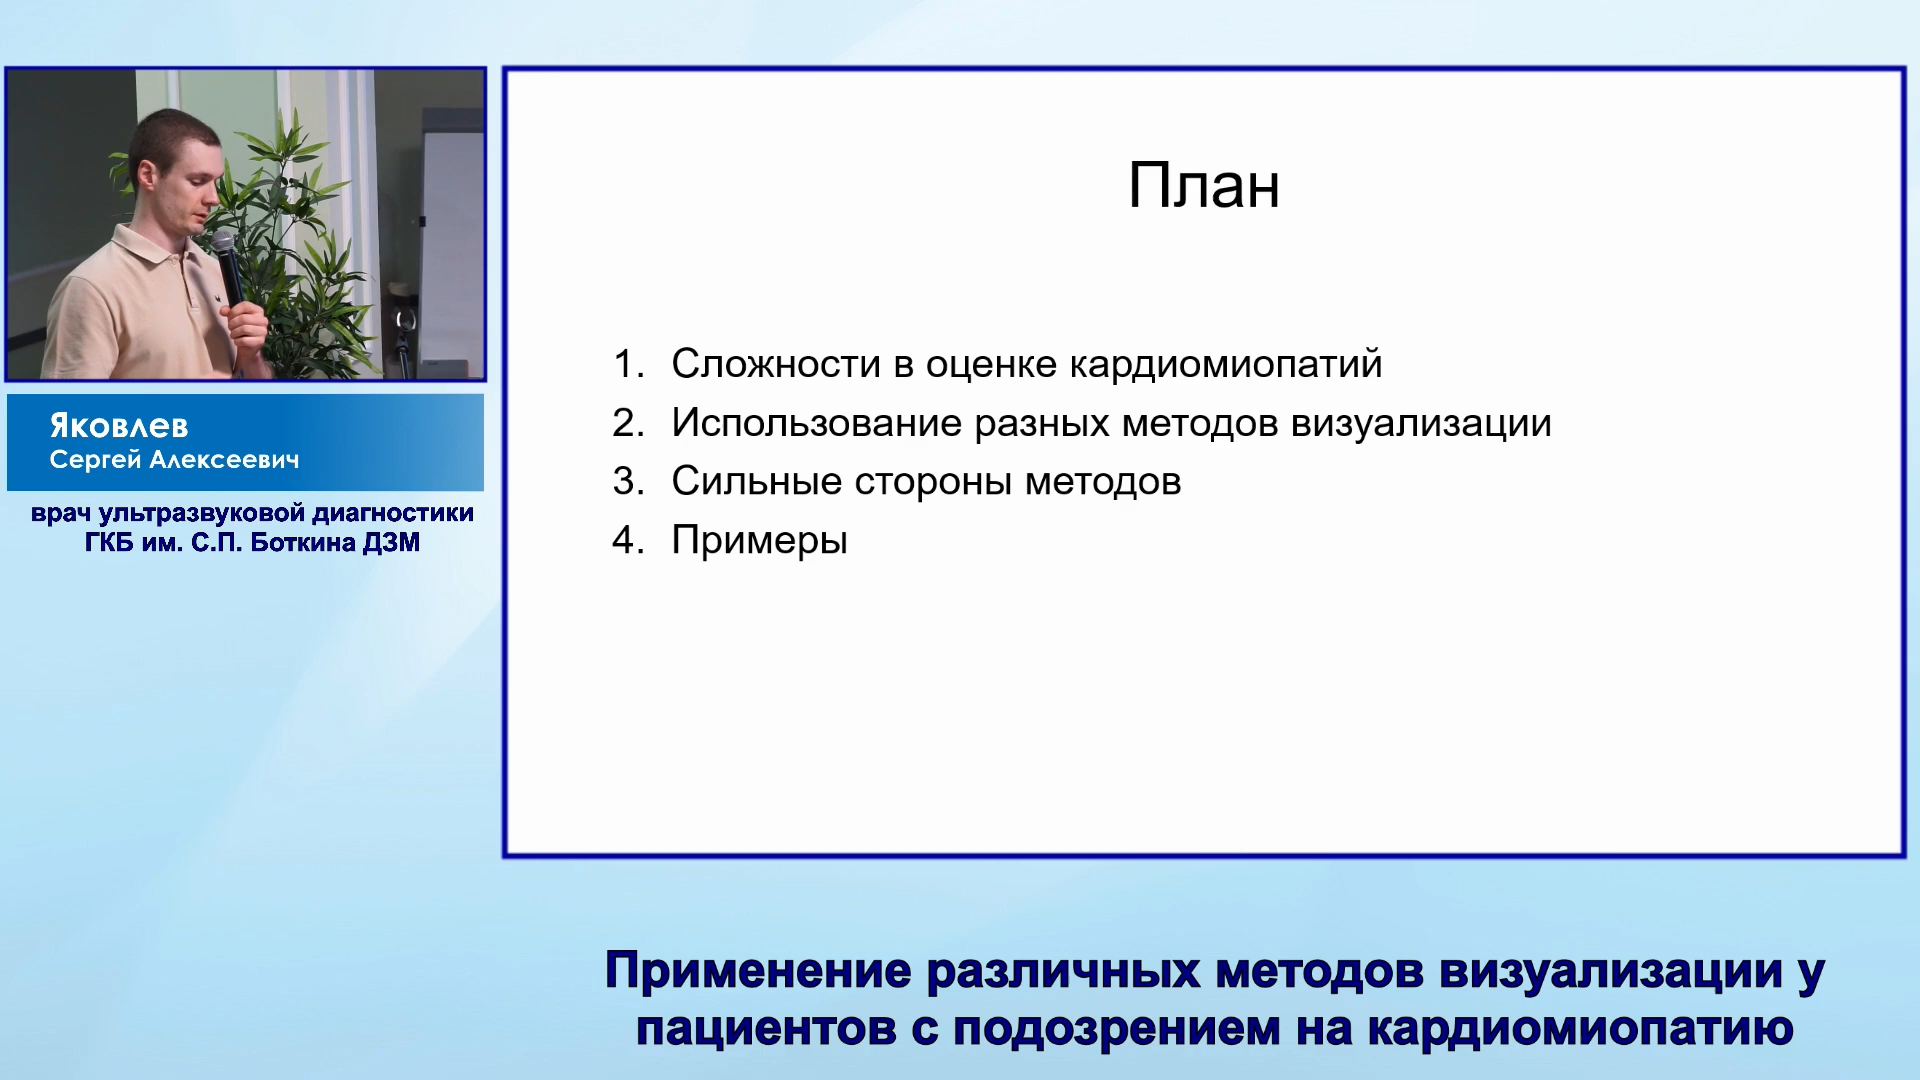 Яковлев
Сергей Алексеевич
врач ультразвуковой диагностики
ГКБ им. С.П. Боткина ДЗМ
План
1. Сложности в оценке кардиомиопатий
2. Использование разных методов визуализации
3. Сильные стороны методов
4. Примеры
Применение различных методов визуализации у
пациентов с подозрением на кардиомиопатию